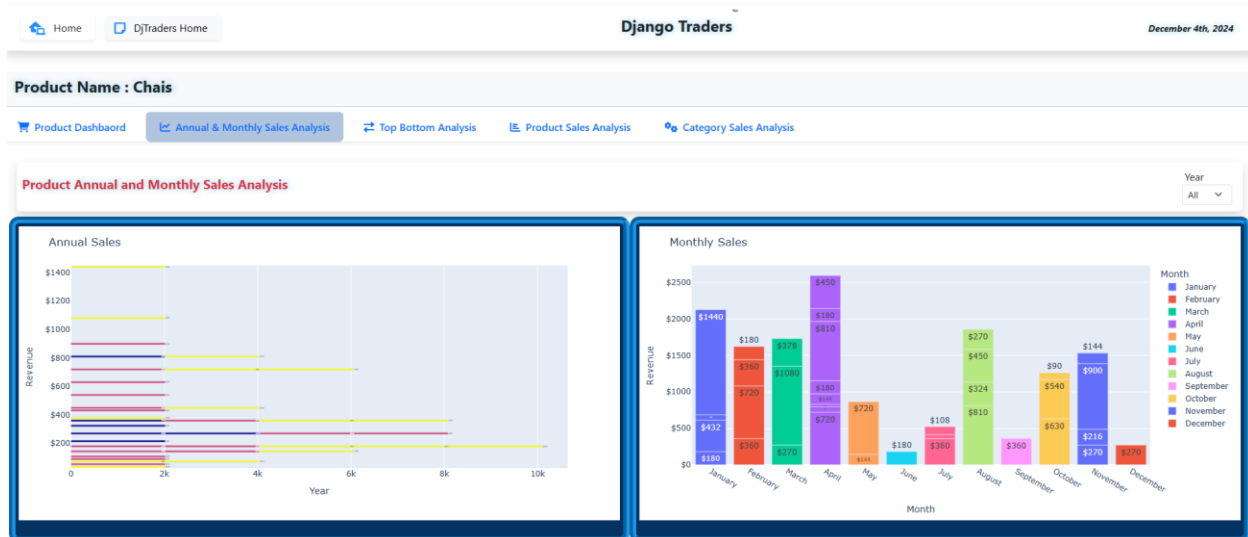 Home
DjTraders Home
Django Traders
December 4th, 2024
Product Name : Chais
Product Dashbaord
Annual & Monthly Sales Analysis
Top Bottom Analysis
Product Sales Analysis
Category Sales Analysis
Product Annual and Monthly Sales Analysis
Year
All
Annual Sales
$1400
$1200
$1000
$800
$600
$400
$200
Revenue
0 2k 4k 6k 8k 10k
Year
Monthly Sales
$2500
$2000
$1500
$1000
$500
$0
Revenue
$1440
$432
$180
$180
$360
$720
$360
$378
$1080
$270
$450
$180
$810
$180
$720
$720
$180
$108
$360
$270
$450
$324
$810
$360
$90
$540
$630
$144
$900
$216
$270
$270
January February March April May June July August September October November December
Month
Month
January
February
March
April
May
June
July
August
September
October
November
December